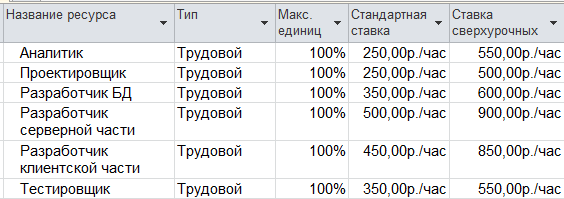 Название ресурса Тип Макс. единиц Стандартная ставка Ставка сверхурочных
Аналитик Трудовой 100% 250,00р./час 550,00р./час
Проектировщик Трудовой 100% 250,00р./час 500,00р./час
Разработчик БД Трудовой 100% 350,00р./час 600,00р./час
Разработчик серверной части Трудовой 100% 500,00р./час 900,00р./час
Разработчик клиентской части Трудовой 100% 450,00р./час 850,00р./час
Тестировщик Трудовой 100% 350,00р./час 550,00р./час